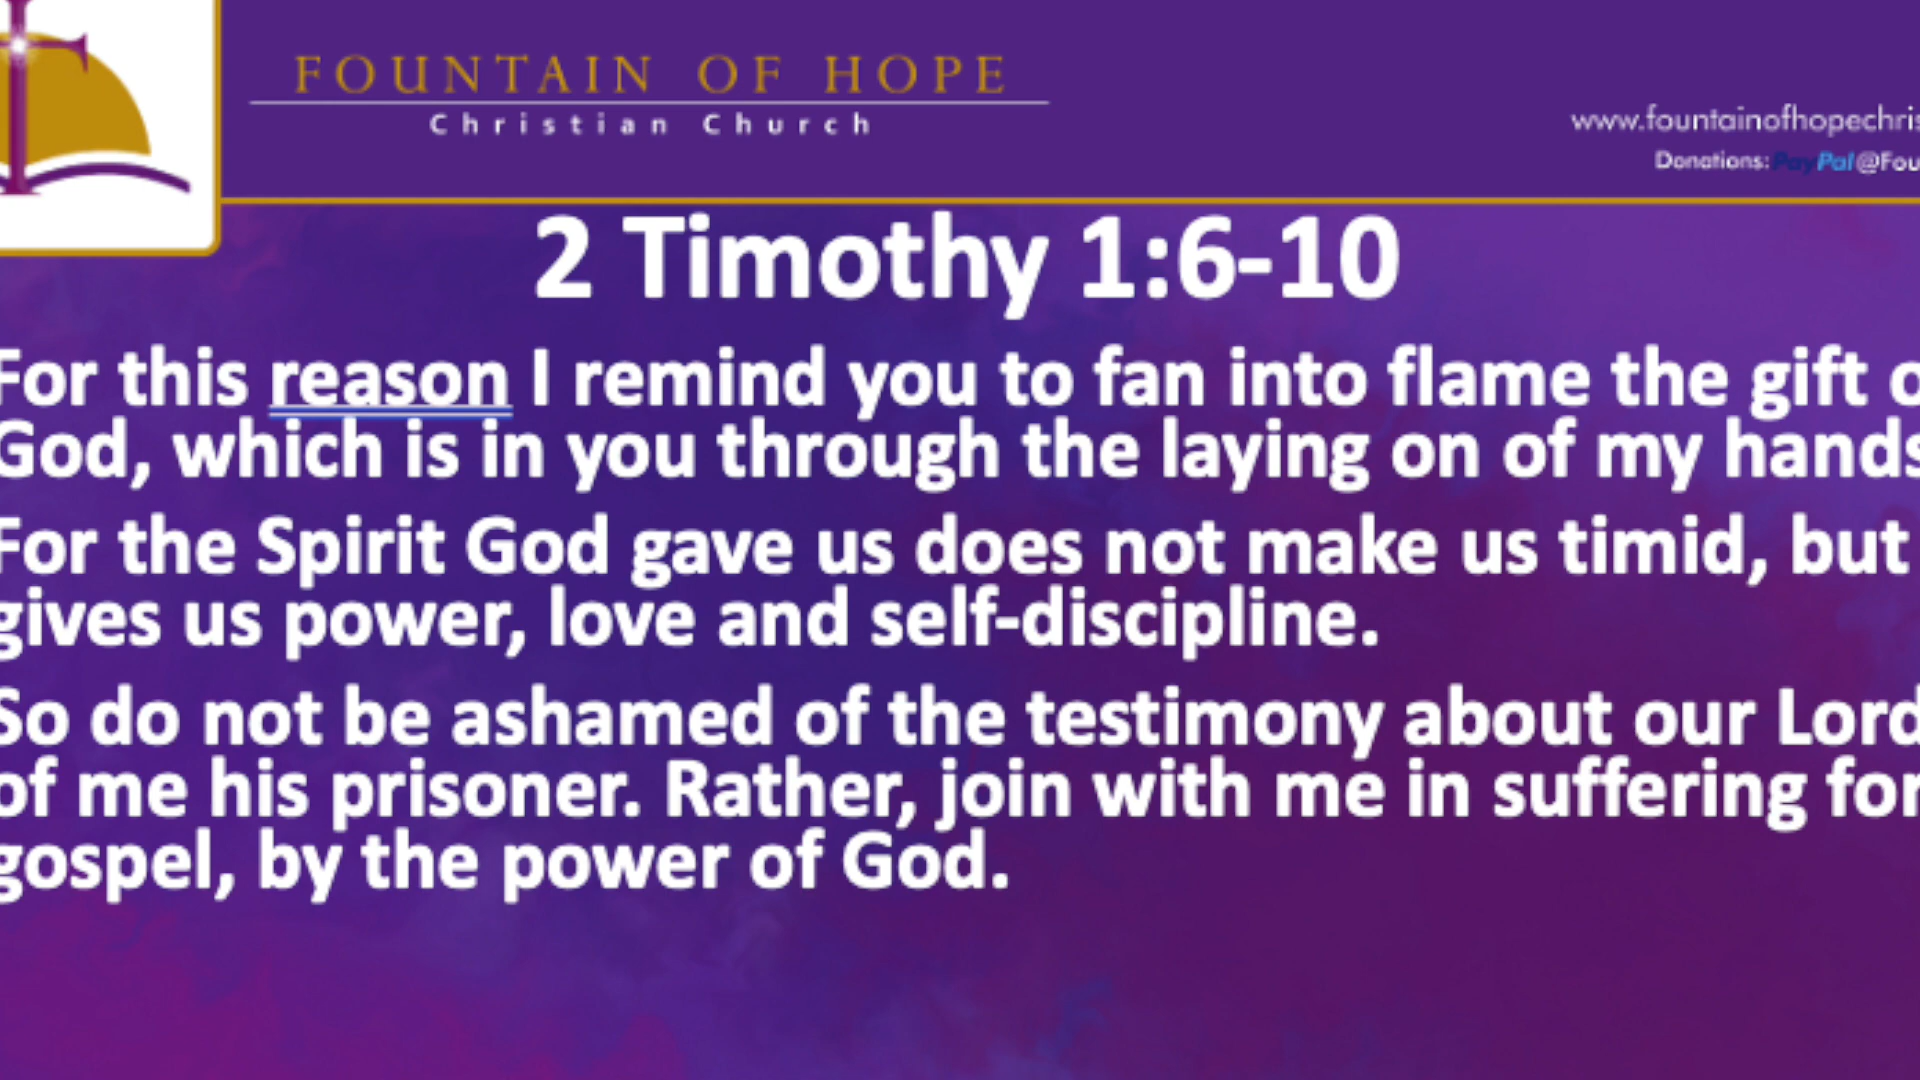 FOUNTAIN OF HOPE
Christian Church
www.fountainofhopechris
Donations: PayPal@Fou
2 Timothy 1:6-10
For this reason I remind you to fan into flame the gift o
God, which is in you through the laying on of my hands
For the Spirit God gave us does not make us timid, but
gives us power, love and self-discipline.
So do not be ashamed of the testimony about our Lord
of me his prisoner. Rather, join with me in suffering for
gospel, by the power of God.